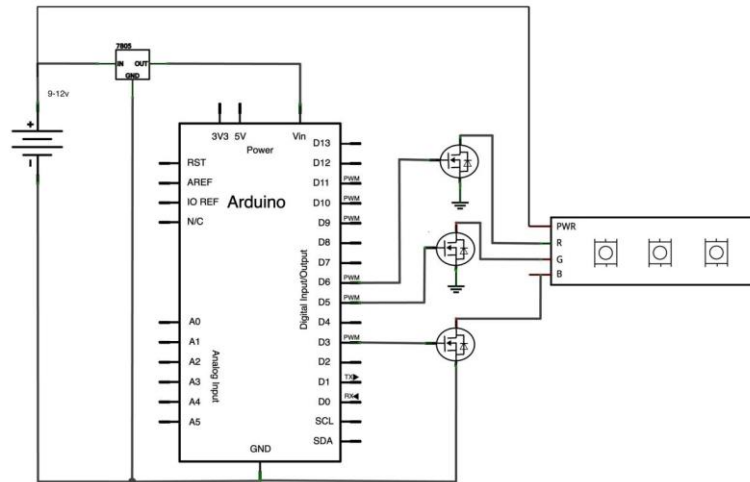 7805
IN OUT
GND
9-12v
+
-
3V3 5V Vin
Power
Arduino
RST
AREF
IO REF
N/C
A0
A1
A2
A3
A4
A5
Analog Input
Digital Input/Output
D13
D12
D11 PWM
D10 PWM
D9 PWM
D8
D7
D6 PWM
D5 PWM
D4
D3 PWM
D2
D1 TX
D0 RX
SCL
SDA
GND
PWR
R
G
B